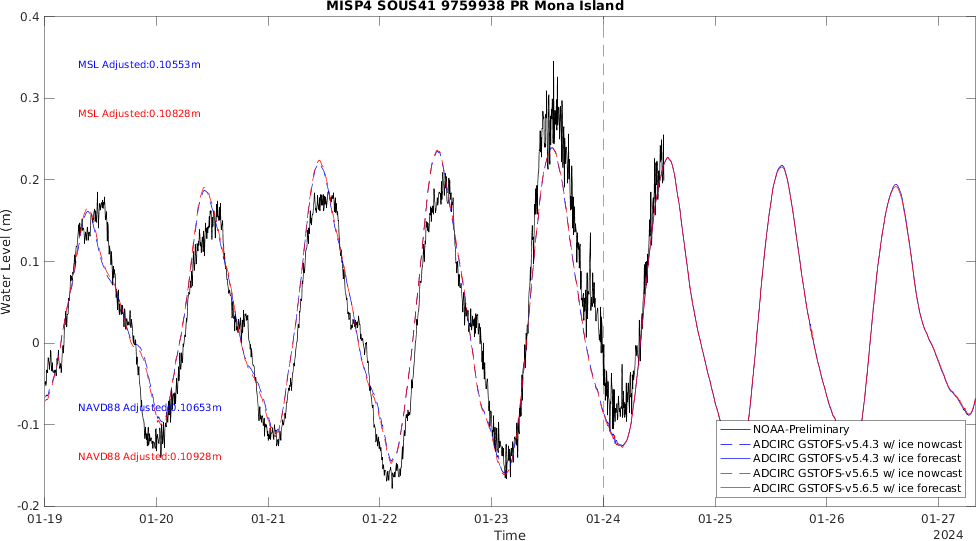 MISP4 SOUS41 9759938 PR Mona Island
0.4
0.3
0.2
0.1
0
-0.1
-0.2
Water Level (m)
MSL Adjusted:0.10553m
MSL Adjusted:0.10828m
NAVD88 Adjusted:0.10653m
NAVD88 Adjusted:0.10928m
NOAA-Preliminary
ADCIRC GSTOFS-v5.4.3 w/ ice nowcast
ADCIRC GSTOFS-v5.4.3 w/ ice forecast
ADCIRC GSTOFS-v5.6.5 w/ ice nowcast
ADCIRC GSTOFS-v5.6.5 w/ ice forecast
01-19 01-20 01-21 01-22 01-23 01-24 01-25 01-26 01-27
Time
2024